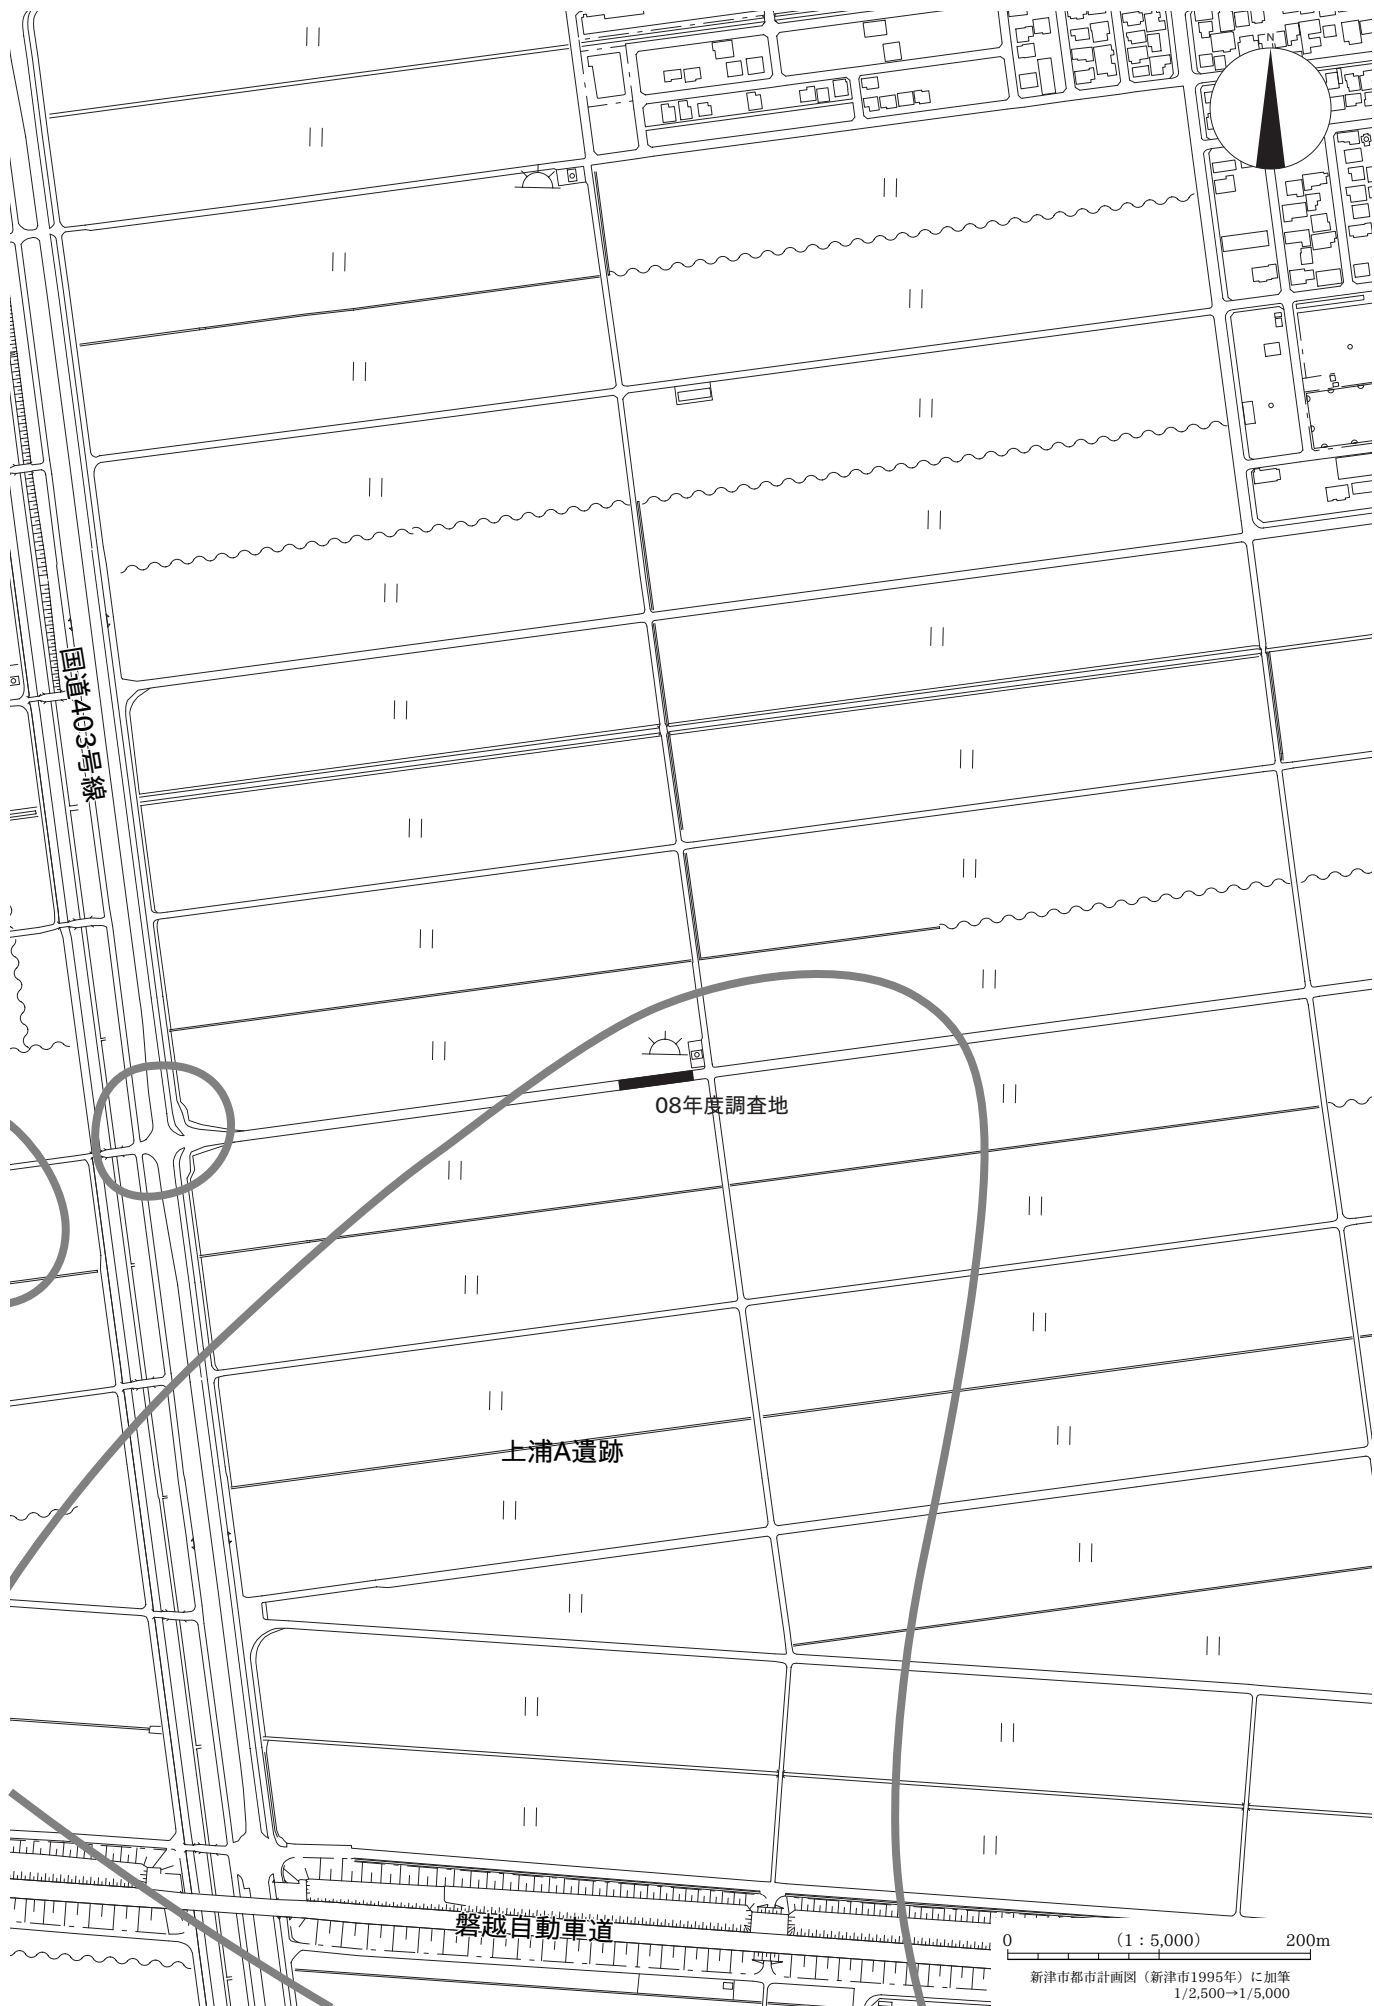 N
国道403号線
08年度調査地
上浦A遺跡
磐越自動車道
0 (1：5,000) 200m
新津市都市計画図（新津市1995年）に加筆
1/2,500→1/5,000